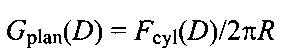 G_plan(D) = F_cyl(D)/2πR